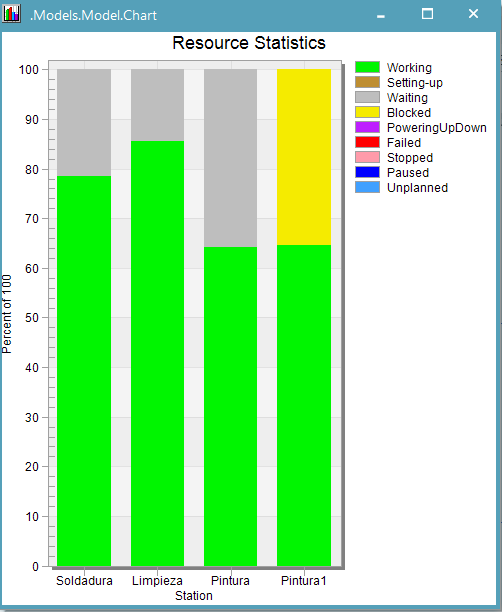 .Models.Model.Chart
Resource Statistics
Working
Setting-up
Waiting
Blocked
PoweringUpDown
Failed
Stopped
Paused
Unplanned
Percent of 100
100
90
80
70
60
50
40
30
20
10
0
Soldadura Limpieza Pintura Pintura1
Station